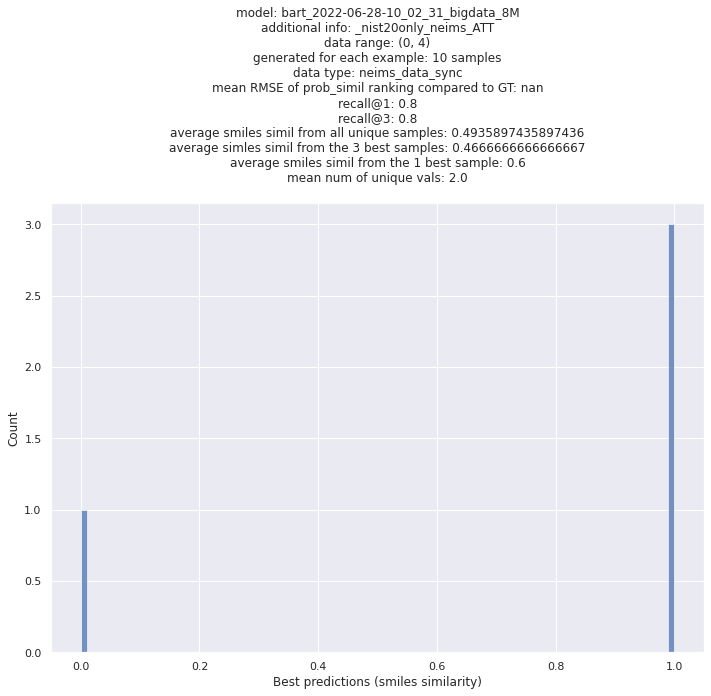 model: bart_2022-06-28-10_02_31_bigdata_8M
additional info: _nist20only_neims_ATT
data range: (0, 4)
generated for each example: 10 samples
data type: neims_data_sync
mean RMSE of prob_simil ranking compared to GT: nan
recall@1: 0.8
recall@3: 0.8
average smiles simil from all unique samples: 0.4935897435897436
average simles simil from the 3 best samples: 0.4666666666666667
average smiles simil from the 1 best sample: 0.6
mean num of unique vals: 2.0
3.0
2.5
2.0
1.5
1.0
0.5
0.0
Count
0.0 0.2 0.4 0.6 0.8 1.0
Best predictions (smiles similarity)